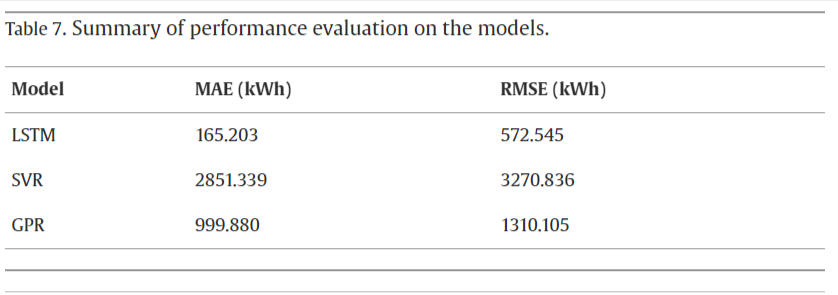 Table 7. Summary of performance evaluation on the models.
Model MAE (kWh) RMSE (kWh)
LSTM 165.203 572.545
SVR 2851.339 3270.836
GPR 999.880 1310.105